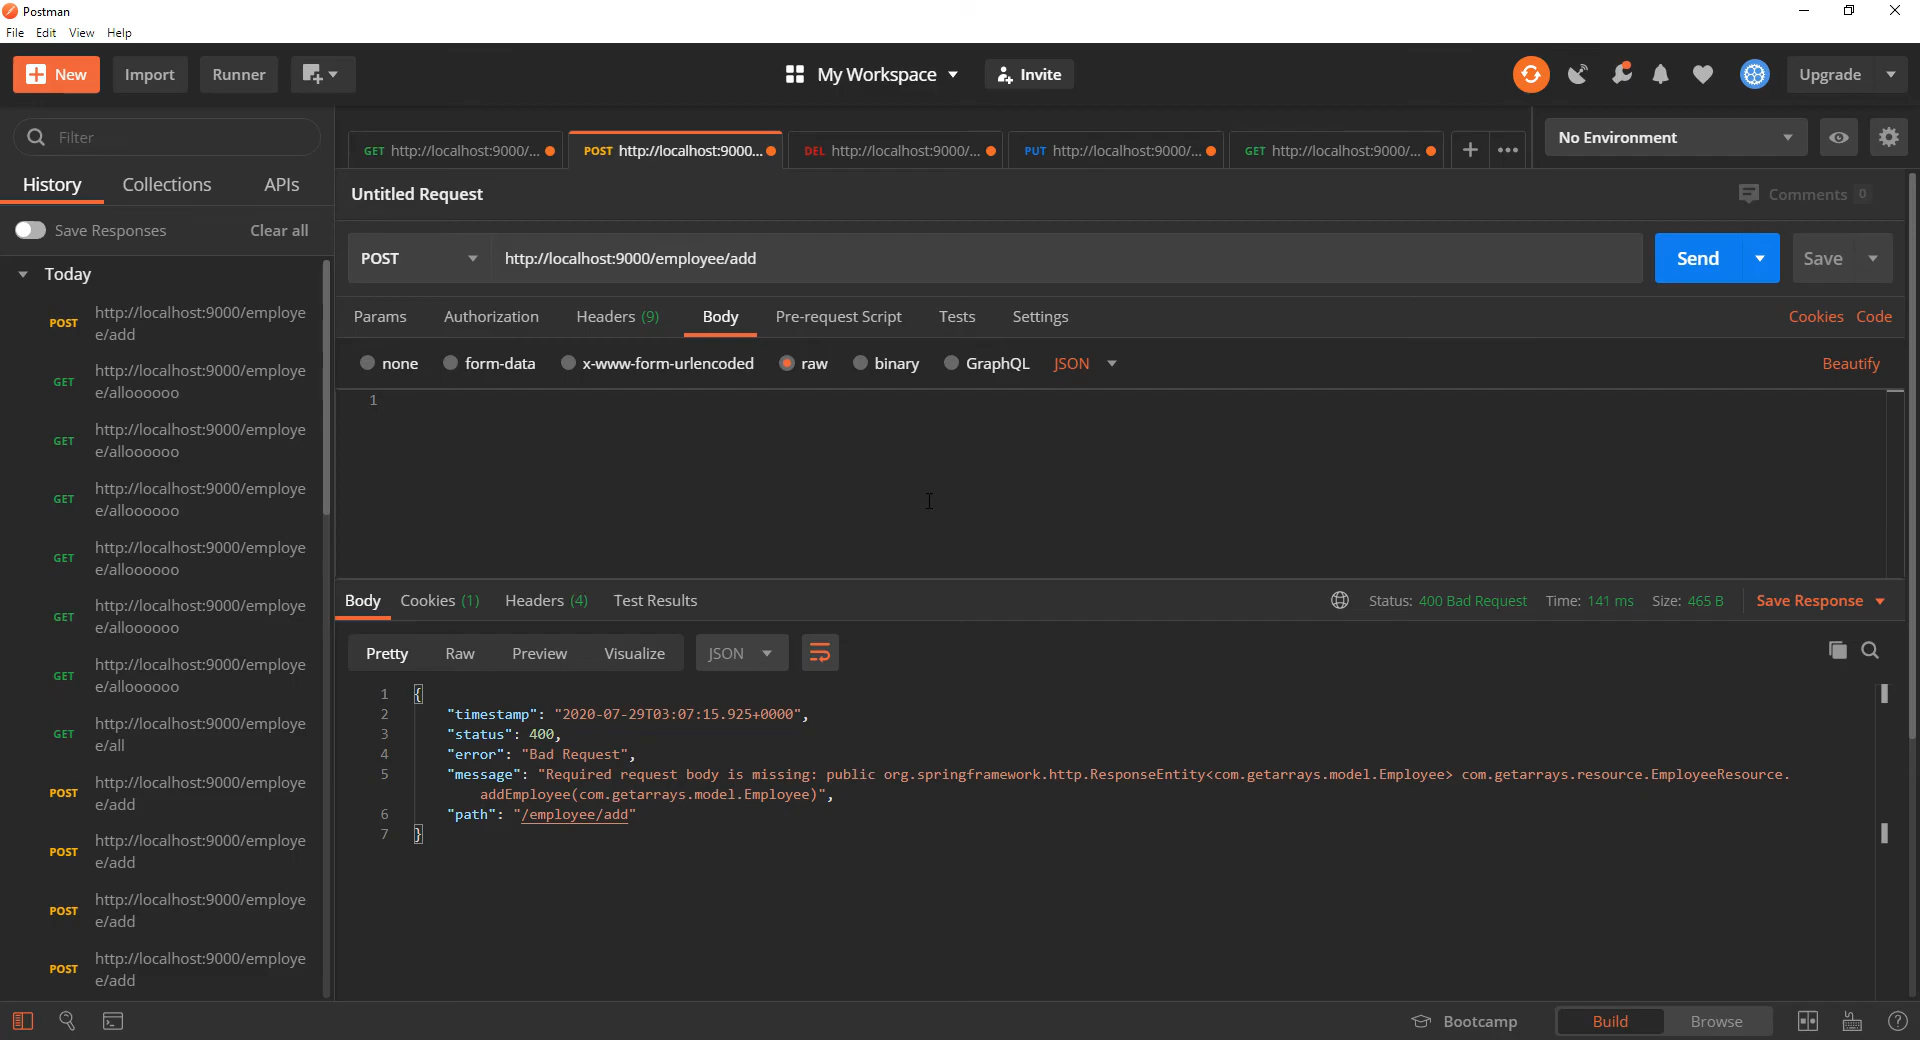 Postman
File Edit View Help
New Import Runner My Workspace Invite Upgrade
Filter
GET http://localhost:9000/... POST http://localhost:9000... DEL http://localhost:9000/... PUT http://localhost:9000/... GET http://localhost:9000/... No Environment
History Collections APIs
Untitled Request Comments 0
Save Responses Clear all
POST http://localhost:9000/employee/add Send Save
Today
POST http://localhost:9000/employe
e/add
GET http://localhost:9000/employe
e/alloooooo
GET http://localhost:9000/employe
e/alloooooo
GET http://localhost:9000/employe
e/alloooooo
GET http://localhost:9000/employe
e/alloooooo
GET http://localhost:9000/employe
e/alloooooo
GET http://localhost:9000/employe
e/alloooooo
GET http://localhost:9000/employe
e/all
POST http://localhost:9000/employe
e/add
POST http://localhost:9000/employe
e/add
POST http://localhost:9000/employe
e/add
POST http://localhost:9000/employe
e/add
Params Authorization Headers (9) Body Pre-request Script Tests Settings Cookies Code
none form-data x-www-form-urlencoded raw binary GraphQL JSON Beautify
1
Body Cookies (1) Headers (4) Test Results Status: 400 Bad Request Time: 141 ms Size: 465 B Save Response
Pretty Raw Preview Visualize JSON
1 {
2 "timestamp": "2020-07-29T03:07:15.925+0000",
3 "status": 400,
4 "error": "Bad Request",
5 "message": "Required request body is missing: public org.springframework.http.ResponseEntity<com.getarrays.model.Employee> com.getarrays.resource.EmployeeResource.
addEmployee(com.getarrays.model.Employee)",
6 "path": "/employee/add"
7 }
Bootcamp Build Browse